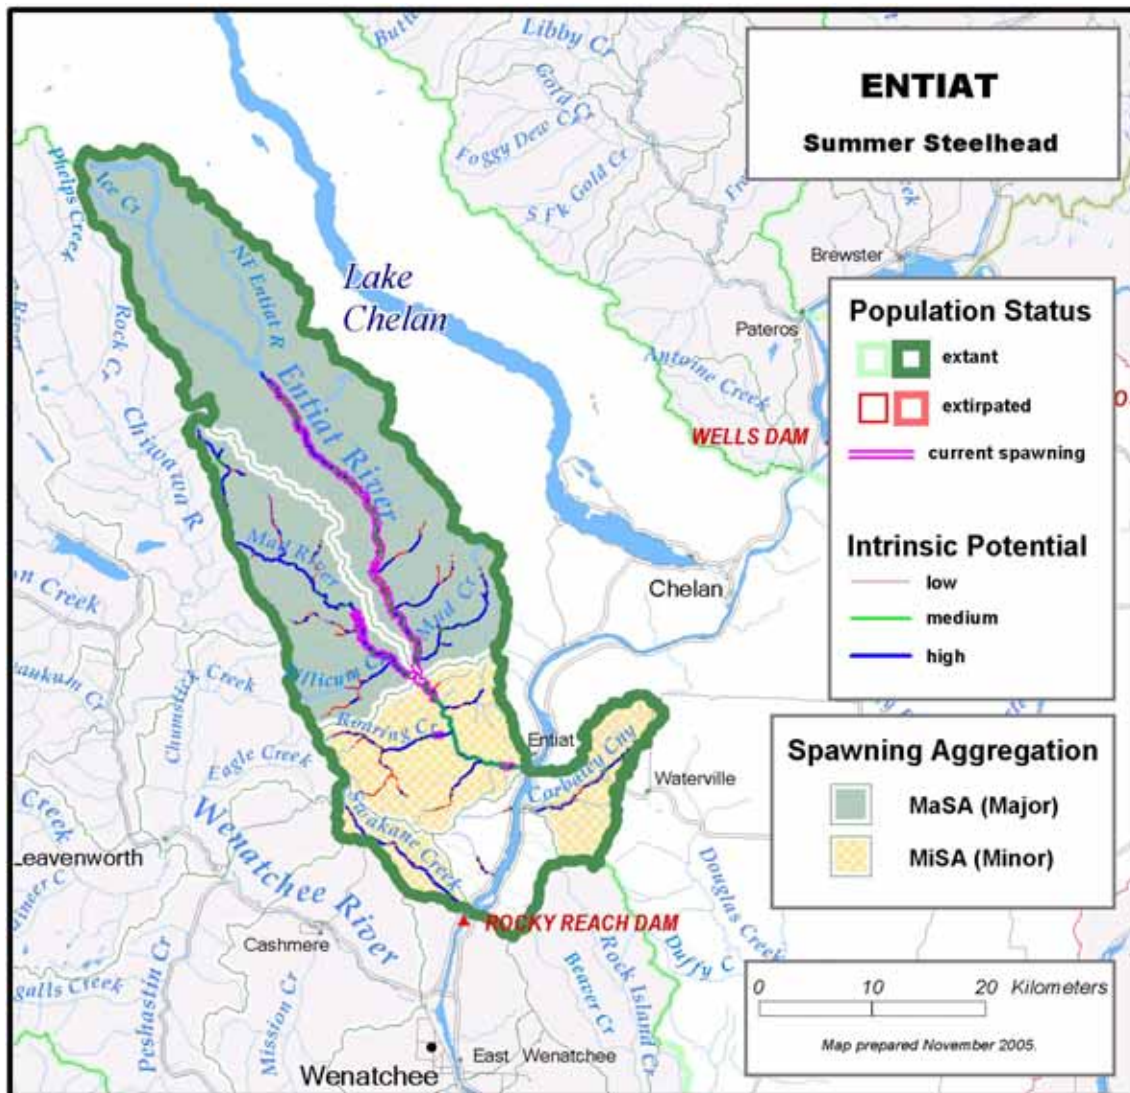 ENTIAT
Summer Steelhead
Libby Cr
Gold Cr
Foggy Dew Cr
S Fk Gold Cr
Brewster
Pateros
Antoine Creek
WELLS DAM
Phelps Creek
Ice Cr
NF Entiat R
Rock Cr
Lake
Chelan
Entiat River
Chiwawa R
Mad River
Mud Cr
Chelan
Population Status
extant
extirpated
current spawning
Intrinsic Potential
low
medium
high
Spawning Aggregation
MaSA (Major)
MiSA (Minor)
Chumstick Creek
Eagle Creek
Roaring Cr
Entiat
Waterville
Swakane Creek
Wenatchee River
Leavenworth
Cashmere
ROCKY REACH DAM
Douglas Creek
Duffy C
Rock Island Cr
Beaver Cr
Peshastin Cr
Mission Cr
East Wenatchee
Wenatchee
0 10 20 Kilometers
Map prepared November 2005.